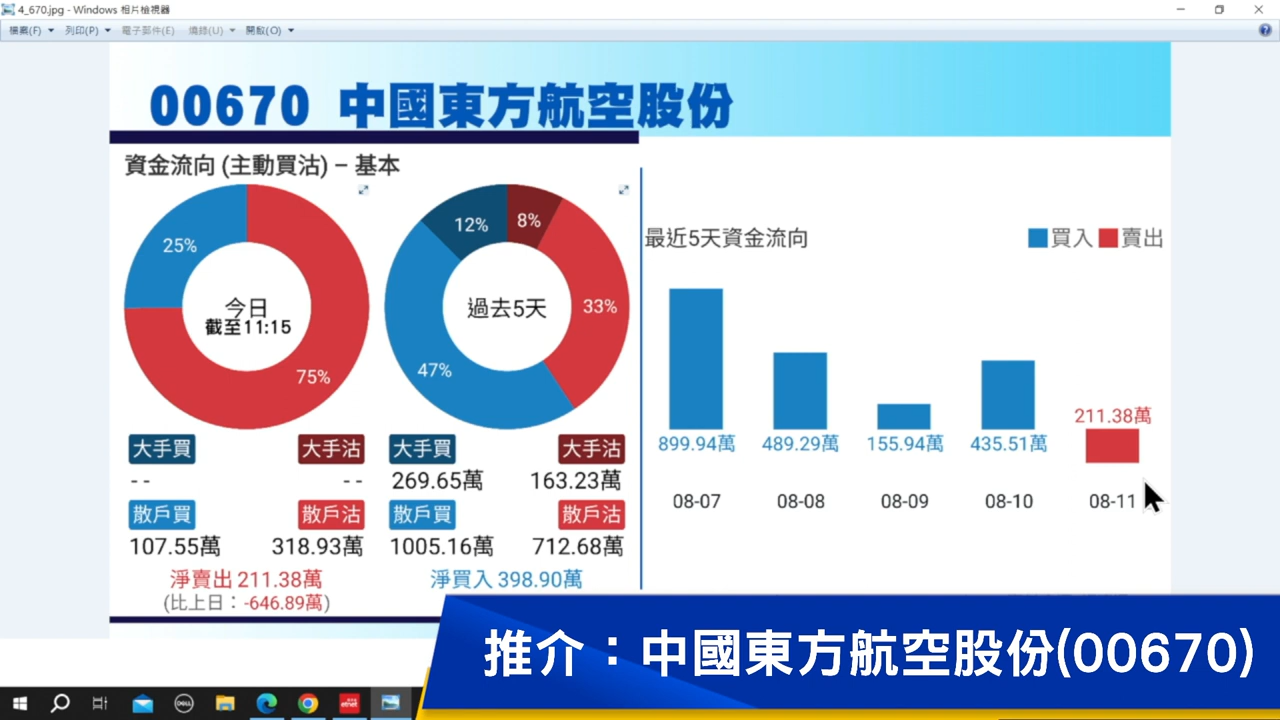 4_670.jpg - Windows 相片檢視器
檔案(F) 列印(P) 電子郵件(E) 燒錄(U) 開啟(O)
00670 中國東方航空股份
資金流向 (主動買沽) – 基本
25%
75%
今日
截至11:15
12%
8%
33%
47%
過去5天
大手買 大手沽
-- --
散戶買 散戶沽
107.55萬 318.93萬
淨賣出 211.38萬
(比上日：-646.89萬)
大手買 大手沽
269.65萬 163.23萬
散戶買 散戶沽
1005.16萬 712.68萬
淨買入 398.90萬
最近5天資金流向
買入 賣出
899.94萬 489.29萬 155.94萬 435.51萬 211.38萬
08-07 08-08 08-09 08-10 08-11
推介：中國東方航空股份(00670)
DELL
etnet